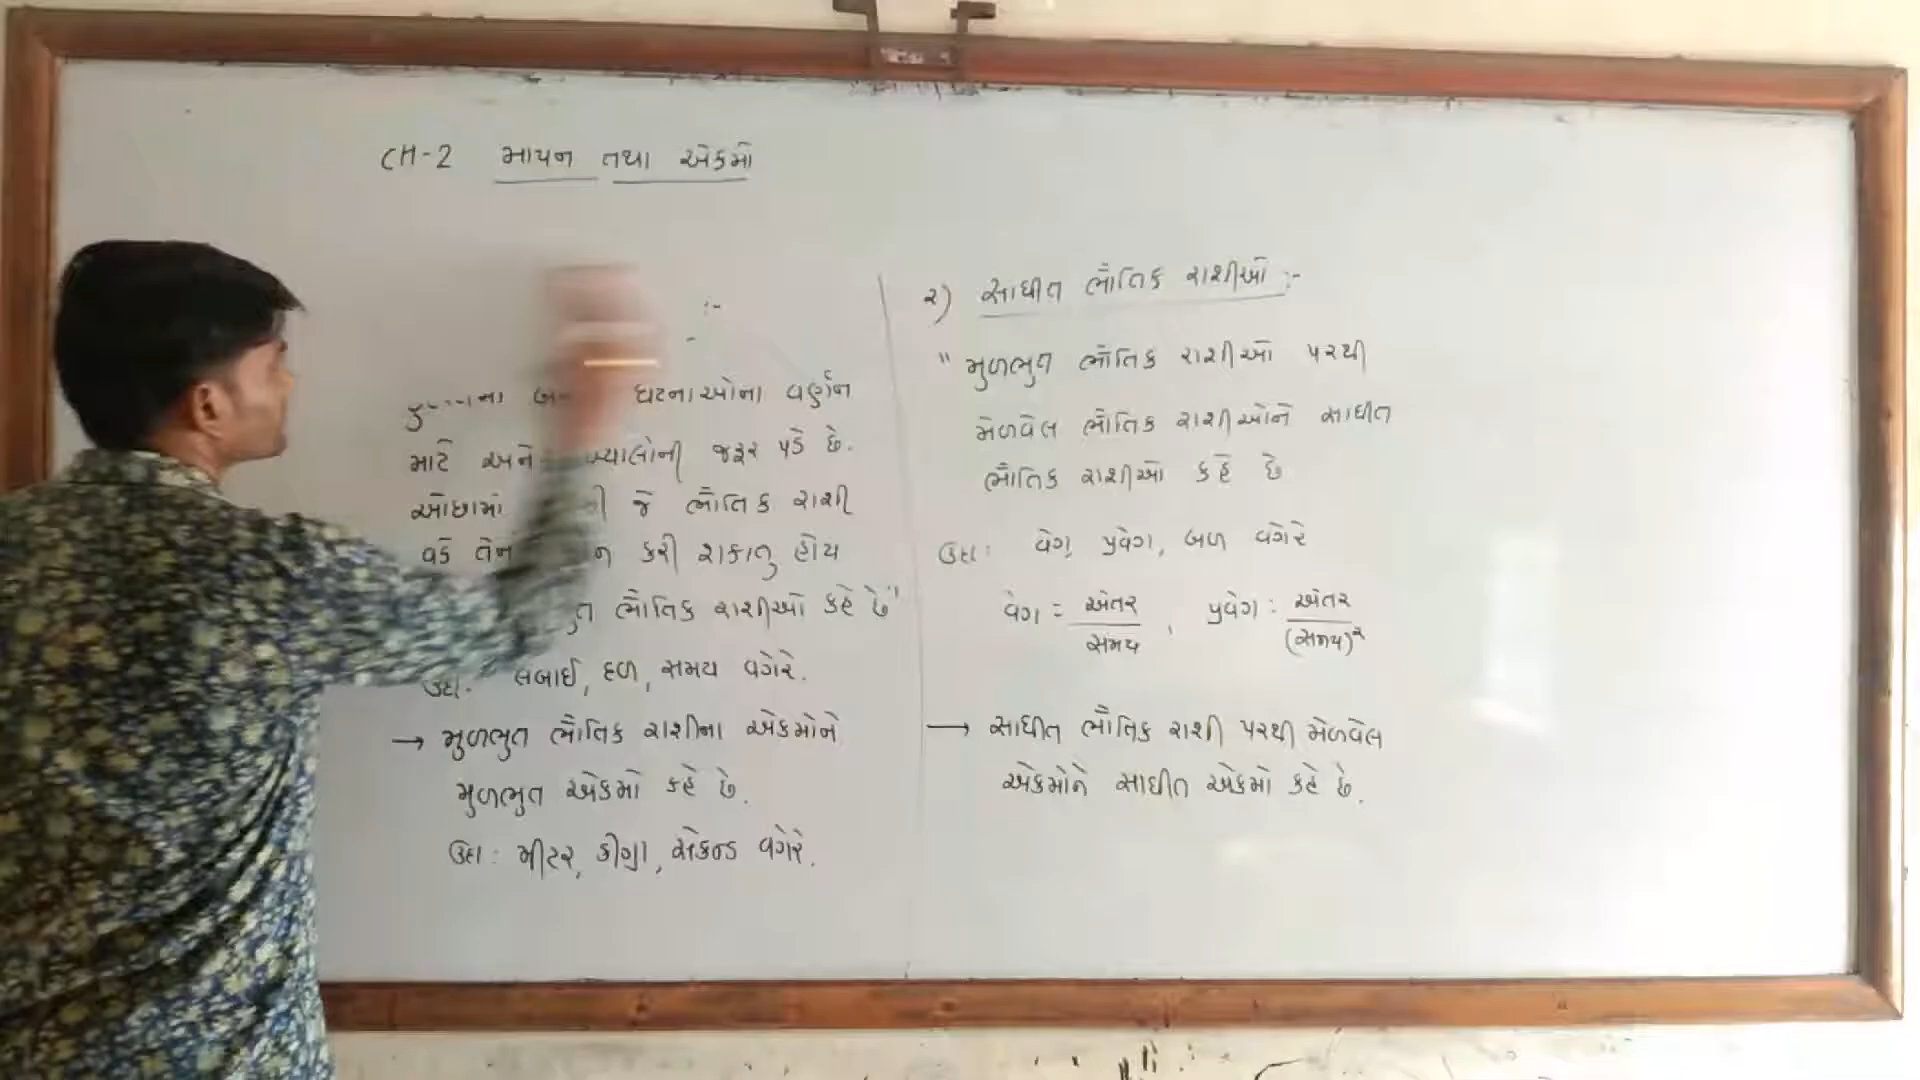 CH-2 માપન તથા એકમો
:-
ઘટનાઓના વર્ણન
માટે ખ્યાલોની જરૂર પડે છે.
ઓછામાં જે ભૌતિક રાશી
વડે કરી શકાતુ હોય
ભૌતિક રાશીઓ કહે છે"
ઉદા. લંબાઈ, દળ, સમય વગેરે.
→ મુળભુત ભૌતિક રાશીના એકમોને
મુળભુત એકમો કહે છે.
ઉદા: મીટર, કીગ્રા, સેકન્ડ વગેરે.
૨) સાધીત ભૌતિક રાશીઓ :-
"મુળભુત ભૌતિક રાશીઓ પરથી
મેળવેલ ભૌતિક રાશીઓને સાધીત
ભૌતિક રાશીઓ કહે છે
ઉદા: વેગ, પ્રવેગ, બળ વગેરે
વેગ = અંતર / સમય , પ્રવેગ = અંતર / (સમય)²
→ સાધીત ભૌતિક રાશી પરથી મેળવેલ
એકમોને સાધીત એકમો કહે છે.